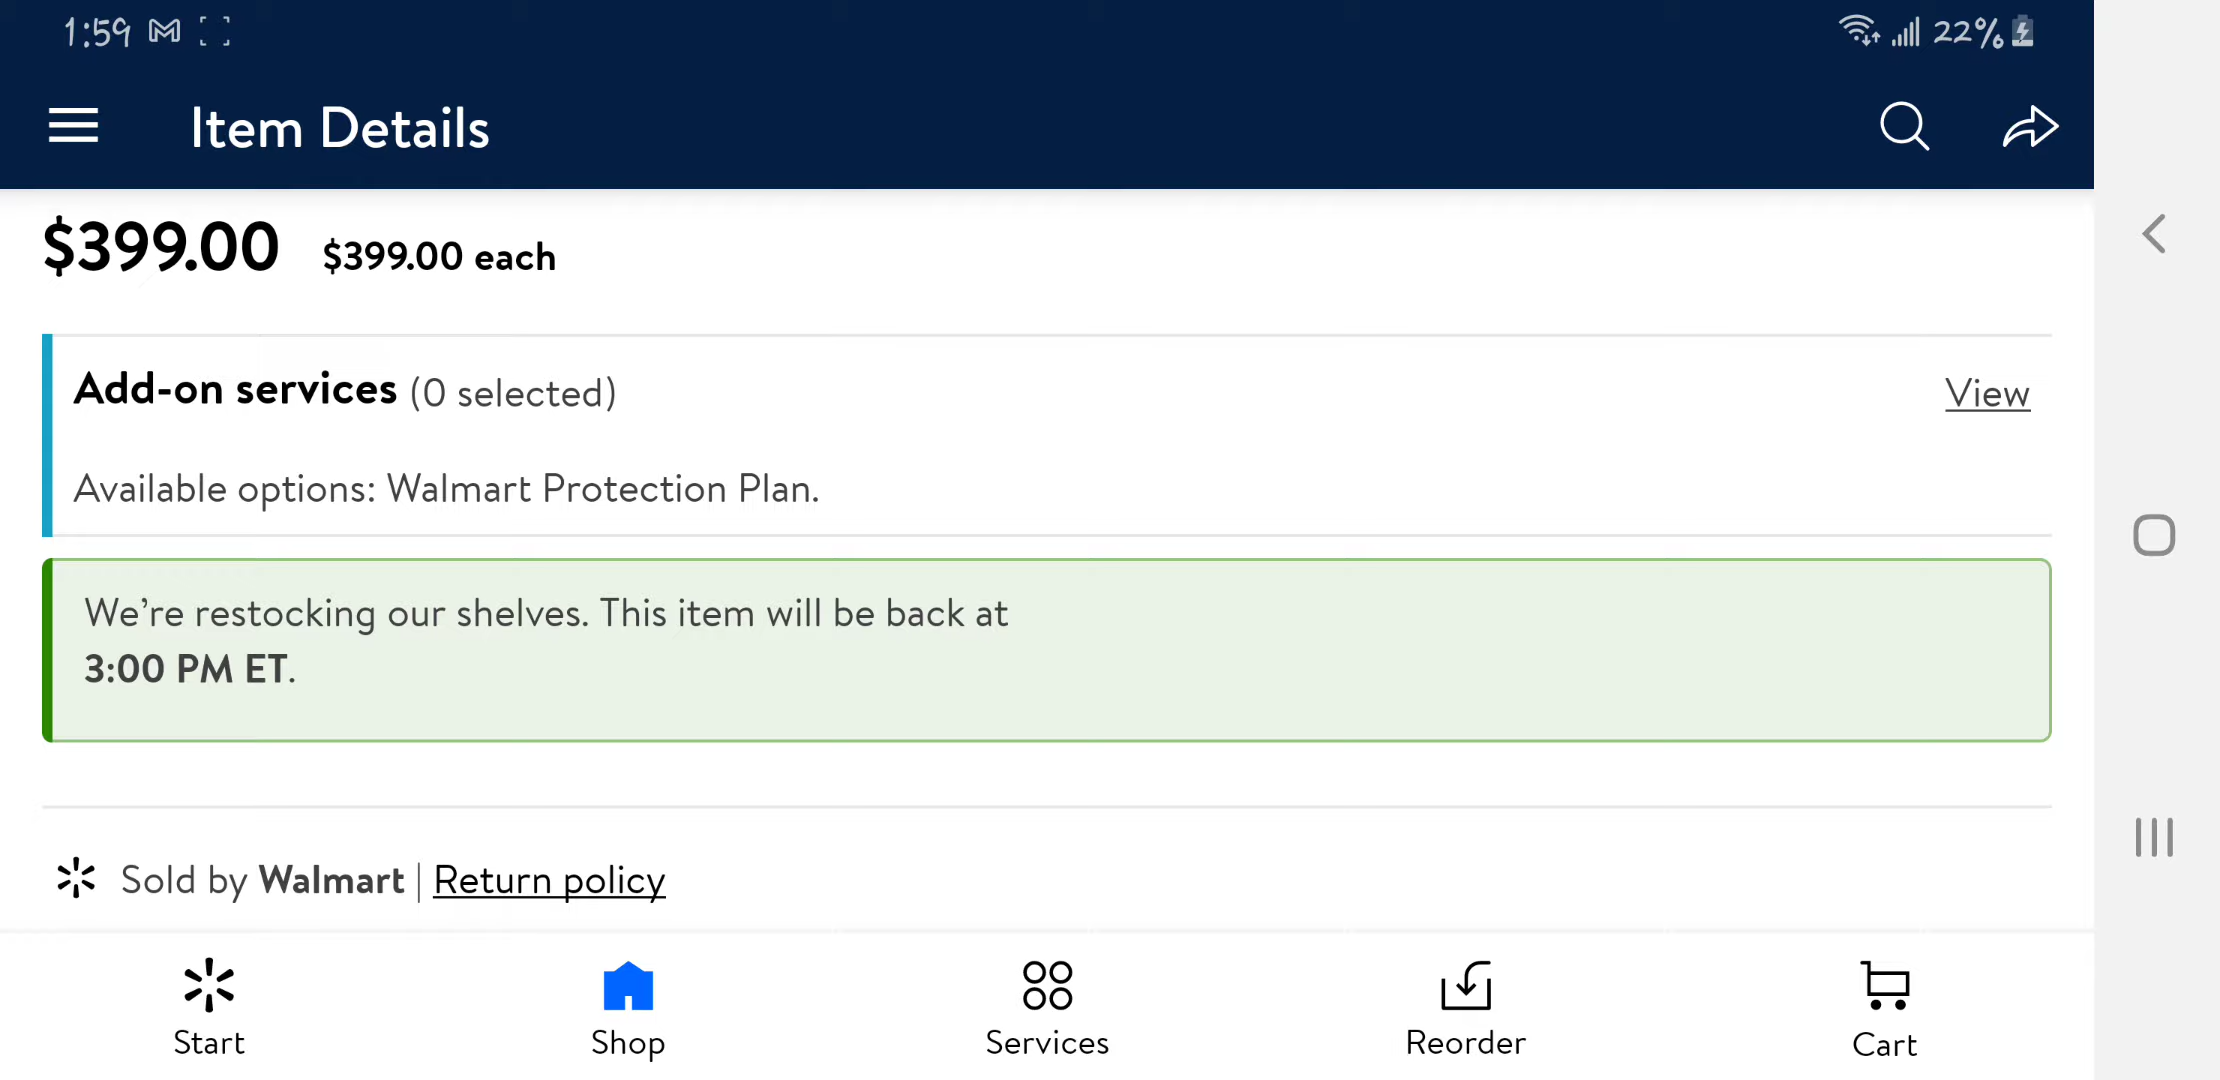 1:59 22%
Item Details
$399.00 $399.00 each
Add-on services (0 selected) View
Available options: Walmart Protection Plan.
We’re restocking our shelves. This item will be back at
3:00 PM ET.
Sold by Walmart | Return policy
Start Shop Services Reorder Cart